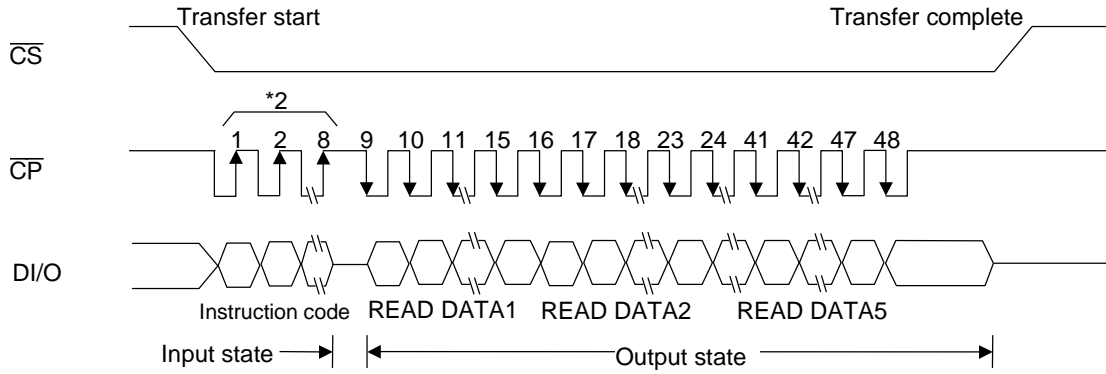 Transfer start Transfer complete
CS
*2
1 2 8 9 10 11 15 16 17 18 23 24 41 42 47 48
CP
DI/O
Instruction code READ DATA1 READ DATA2 READ DATA5
Input state Output state